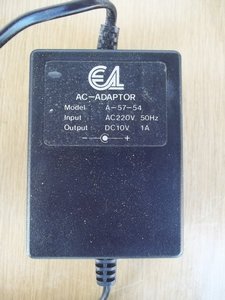 AC-ADAPTOR
Model : A-57-54
Input : AC220V 50Hz
Output : DC10V 1A
- +